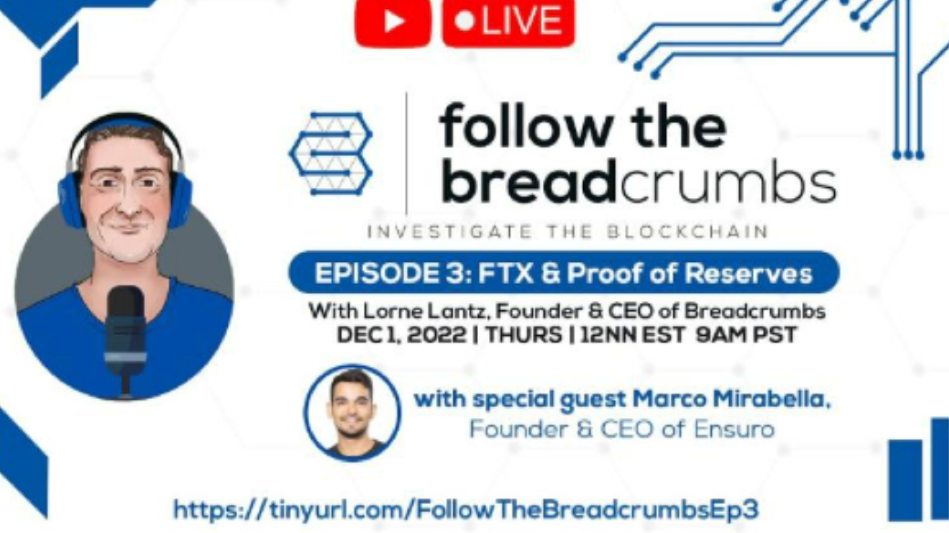 LIVE
follow the
breadcrumbs
INVESTIGATE THE BLOCKCHAIN
EPISODE 3: FTX & Proof of Reserves
With Lorne Lantz, Founder & CEO of Breadcrumbs
DEC 1, 2022 | THURS | 12NN EST 9AM PST
with special guest Marco Mirabella,
Founder & CEO of Ensuro
https://tinyurl.com/FollowTheBreadcrumbsEp3